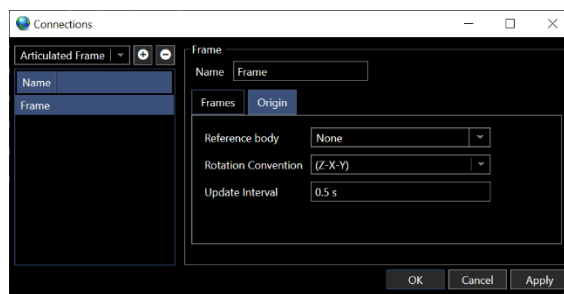 Connections
Articulated Frame
Name
Frame
Frame
Name Frame
Frames Origin
Reference body None
Rotation Convention (Z-X-Y)
Update Interval 0.5 s
OK Cancel Apply